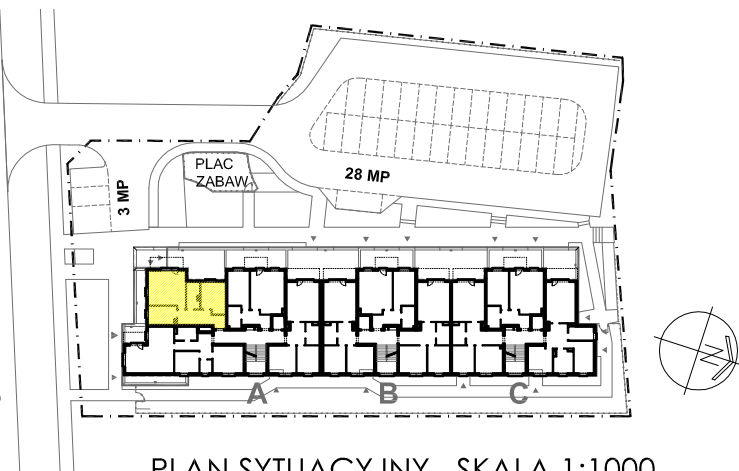 PLAC
ZABAW
28 MP
3 MP
N
A B C
PLAN SYTUACYJNY SKALA 1:1000